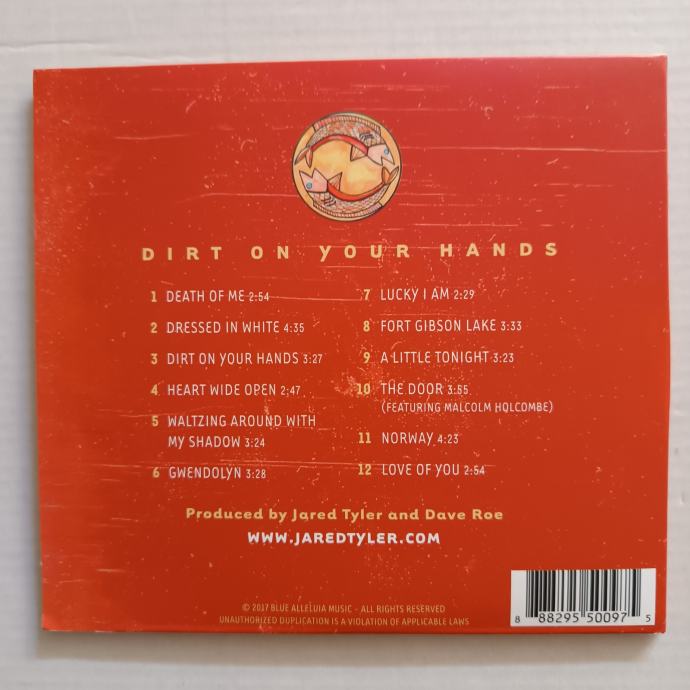 DIRT ON YOUR HANDS
1 DEATH OF ME 2:54
2 DRESSED IN WHITE 4:35
3 DIRT ON YOUR HANDS 3:27
4 HEART WIDE OPEN 2:47
5 WALTZING AROUND WITH
MY SHADOW 3:24
6 GWENDOLYN 3:28
7 LUCKY I AM 2:29
8 FORT GIBSON LAKE 3:33
9 A LITTLE TONIGHT 3:23
10 THE DOOR 3:55
(FEATURING MALCOLM HOLCOMBE)
11 NORWAY 4:23
12 LOVE OF YOU 2:54
Produced by Jared Tyler and Dave Roe
WWW.JAREDTYLER.COM
© 2017 BLUE ALLELUIA MUSIC - ALL RIGHTS RESERVED
UNAUTHORIZED DUPLICATION IS A VIOLATION OF APPLICABLE LAWS
8 88295 50097 5